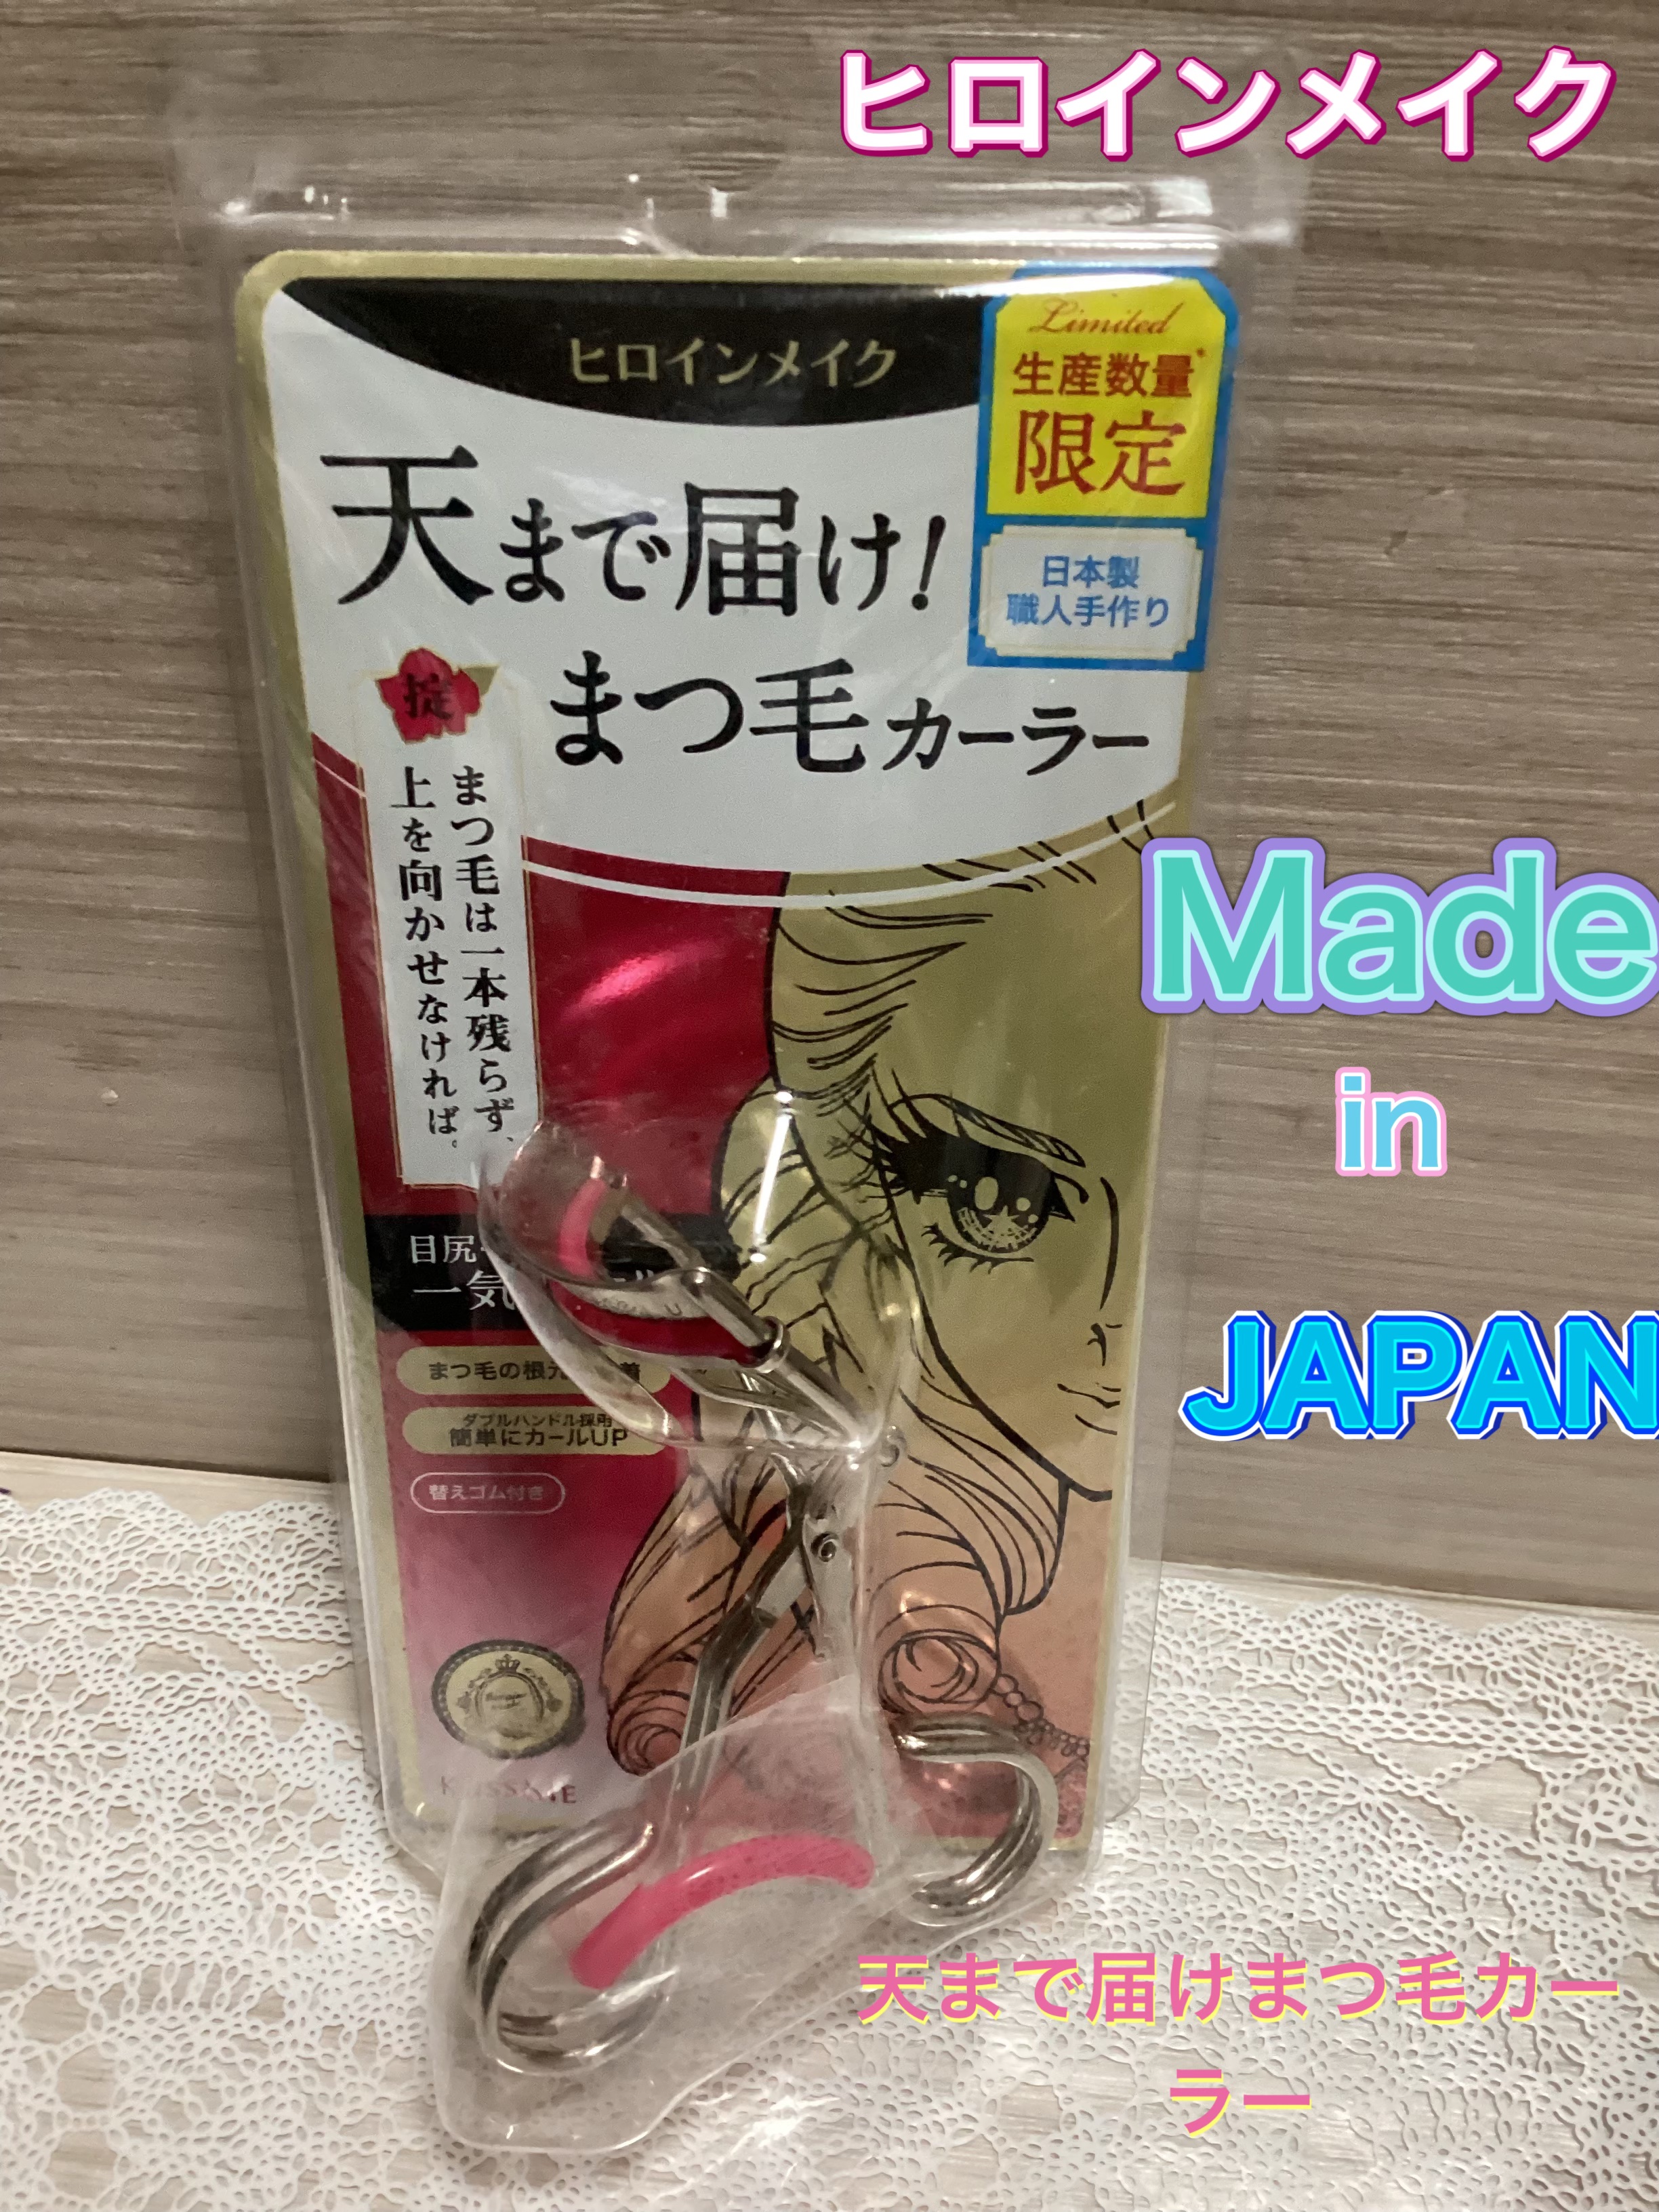 ヒロインメイク
ヒロインメイク
Limited
生産数量*
限定
日本製
職人手作り
天まで届け!
まつ毛カーラー
掟
まつ毛は一本残らず、
上を向かせなければ。
目尻
一気
まつ毛の根元
着
ダブルハンドル採用
簡単にカールUP
替えゴム付き
Made
in
JAPAN
天まで届けまつ毛カー
ラー